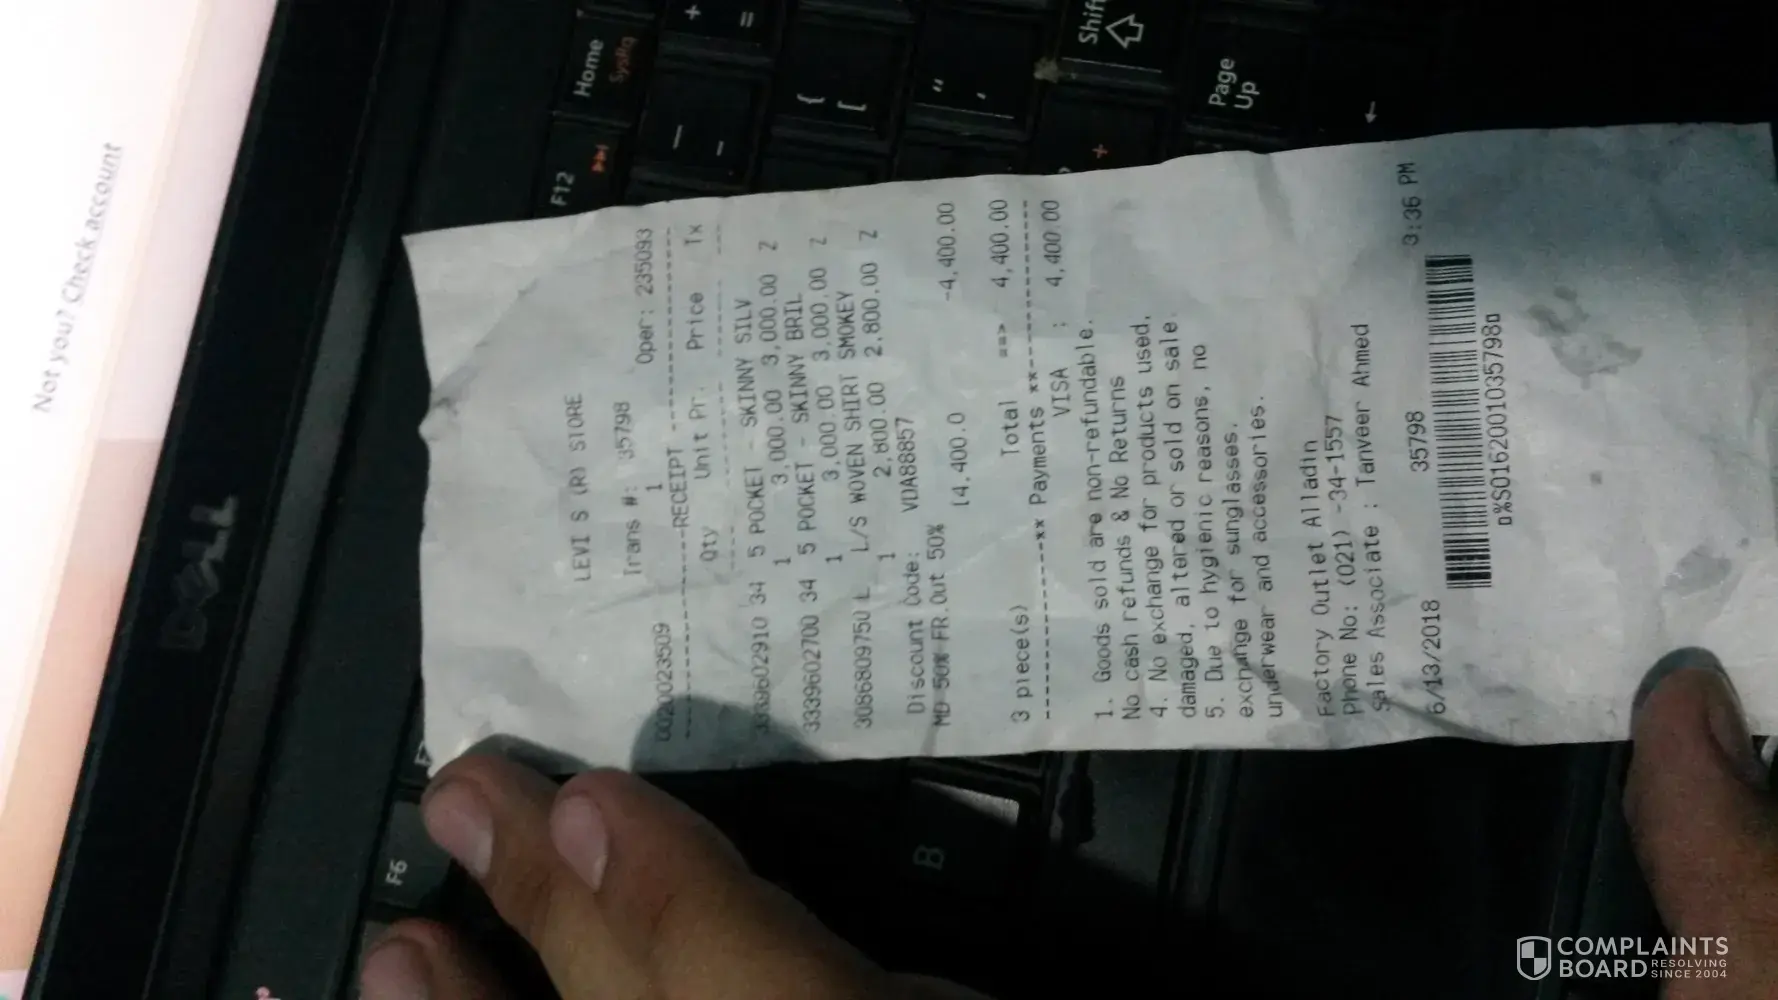 LEVI S (R) STORE
Trans #: 35798 Oper: 235093
0020023509 1
----------------RECEIPT----------------
Qty Unit Pr. Price Tx
3339602910 34 5 POCKET - SKINNY SILV
1 3,000.00 3,000.00 Z
3339602700 34 5 POCKET - SKINNY BRIL
1 3,000.00 3,000.00 Z
3086809750 L L/S WOVEN SHIRT SMOKEY
1 2,800.00 2,800.00 Z
Discount Code: VDA88857
MD 50% FR.Out 50%
(4,400.0 -4,400.00
3 piece(s) Total ==> 4,400.00
----------------** Payments **----------------
VISA : 4,400.00
1. Goods sold are non-refundable.
No cash refunds & No Returns
4. No exchange for products used,
damaged, altered or sold on sale.
5. Due to hygienic reasons, no
exchange for sunglasses.
underwear and accessories.
Factory Outlet Alladin
Phone No: (021) -34-1557
Sales Associate : Tanveer Ahmed
6/13/2018 35798 3:36 PM
%S0162001035798
Not you? Check account
DELL
Home
SysRq
F12
+
=
{
[
"
'
Shift
Page
Up
F6
B
COMPLAINTS
BOARD RESOLVING
SINCE 2004